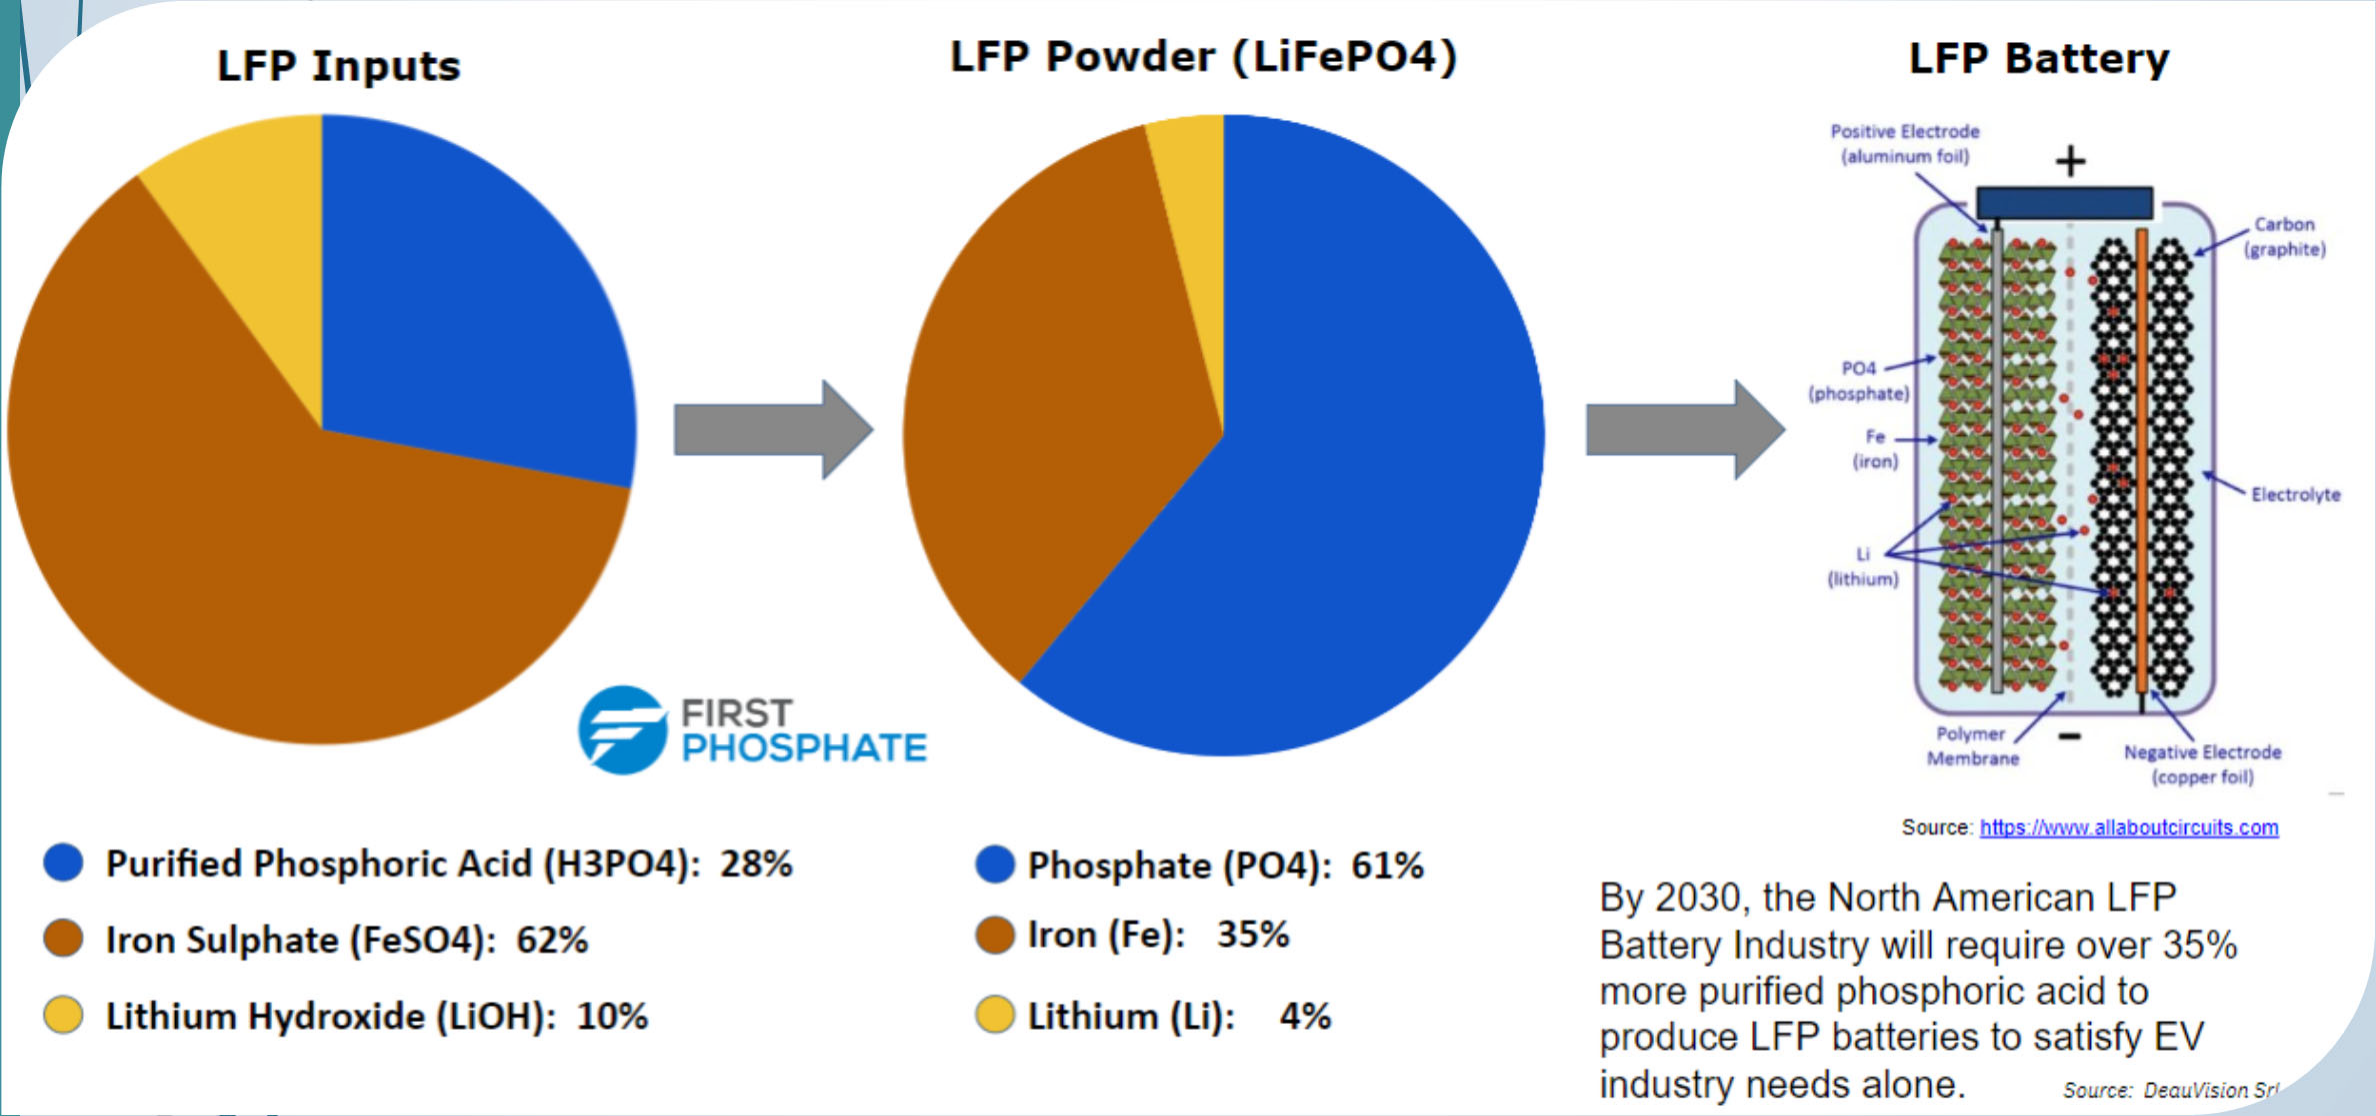 LFP Inputs
LFP Powder (LiFePO4)
LFP Battery
Positive Electrode
(aluminum foil)
+
Carbon
(graphite)
PO4
(phosphate)
Fe
(iron)
Electrolyte
Li
(lithium)
Polymer
Membrane
−
Negative Electrode
(copper foil)
FIRST
PHOSPHATE
Source: https://www.allaboutcircuits.com
Purified Phosphoric Acid (H3PO4): 28%
Iron Sulphate (FeSO4): 62%
Lithium Hydroxide (LiOH): 10%
Phosphate (PO4): 61%
Iron (Fe): 35%
Lithium (Li): 4%
By 2030, the North American LFP
Battery Industry will require over 35%
more purified phosphoric acid to
produce LFP batteries to satisfy EV
industry needs alone.
Source: DeauVision Srl